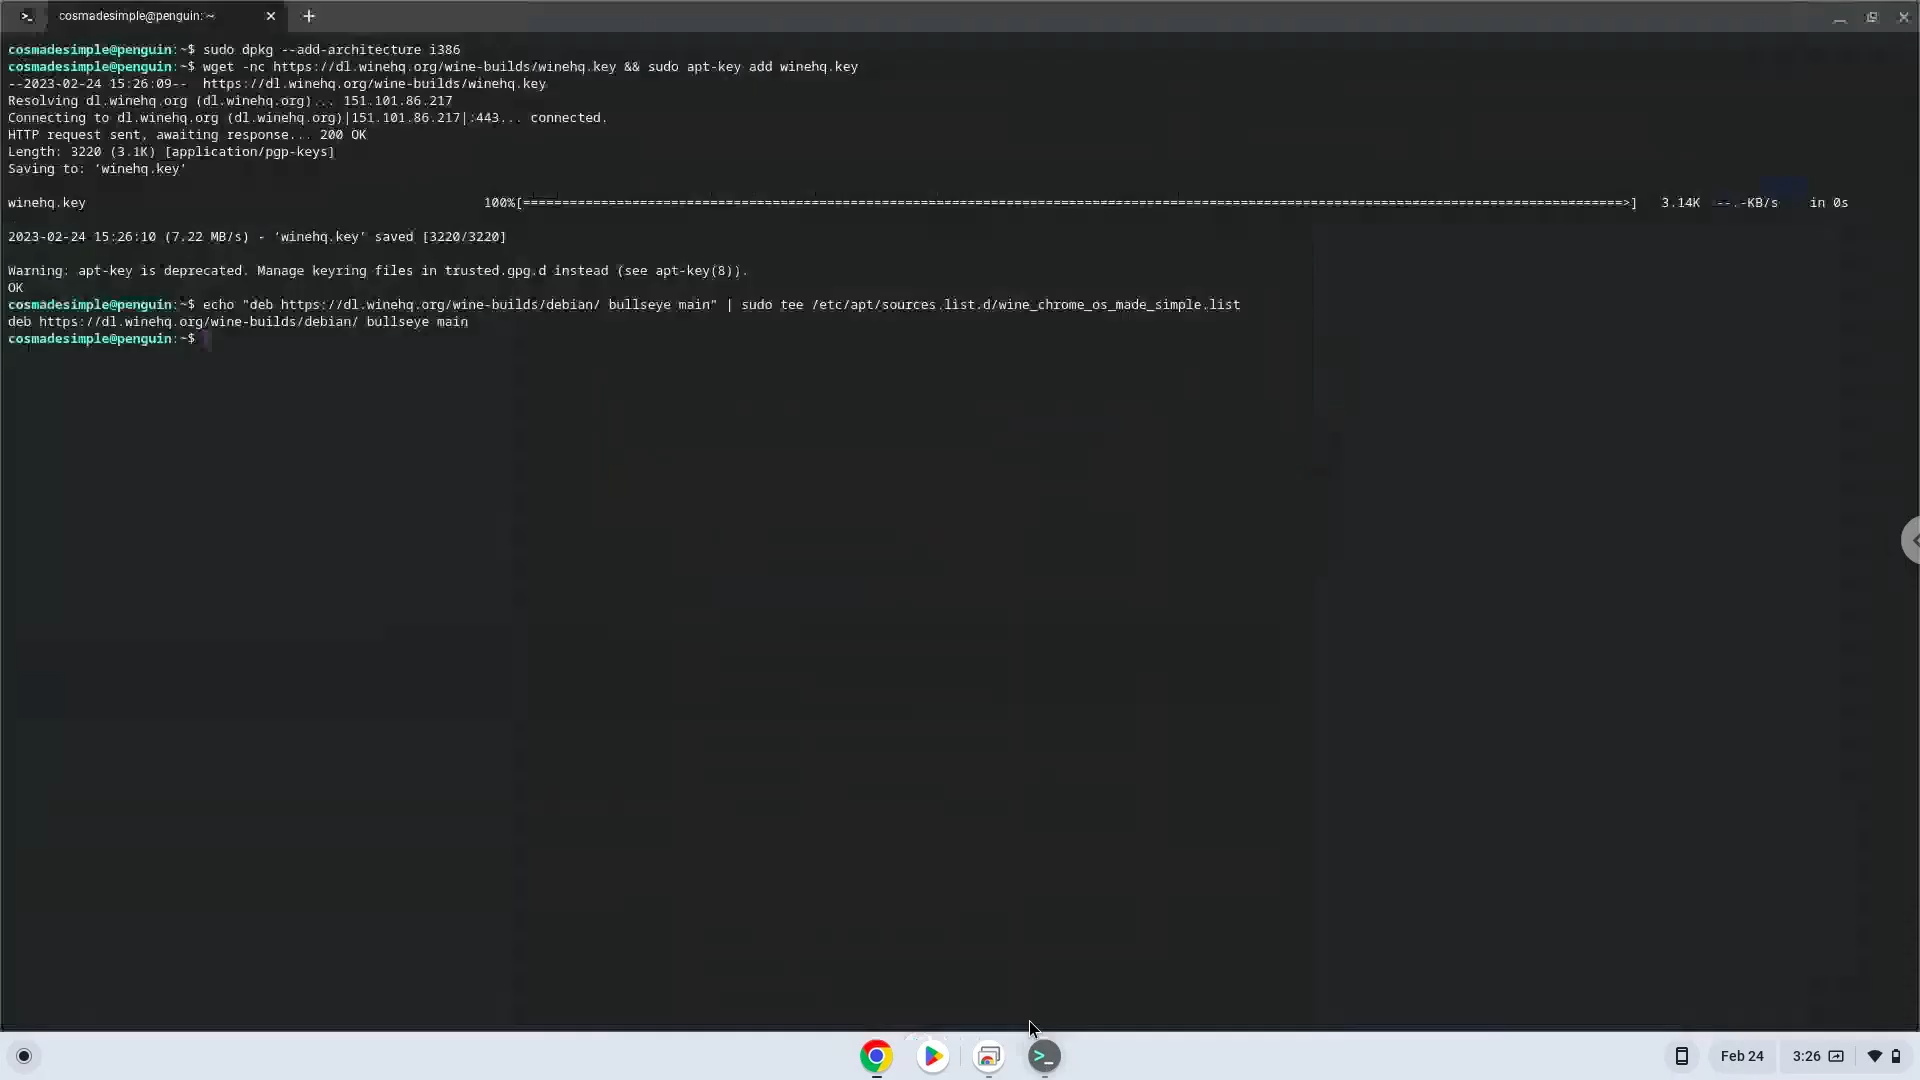 cosmadesimple@penguin: ~
cosmadesimple@penguin:~$ sudo dpkg --add-architecture i386
cosmadesimple@penguin:~$ wget -nc https://dl.winehq.org/wine-builds/winehq.key && sudo apt-key add winehq.key
--2023-02-24 15:26:09--  https://dl.winehq.org/wine-builds/winehq.key
Resolving dl.winehq.org (dl.winehq.org)... 151.101.86.217
Connecting to dl.winehq.org (dl.winehq.org)|151.101.86.217|:443... connected.
HTTP request sent, awaiting response... 200 OK
Length: 3220 (3.1K) [application/pgp-keys]
Saving to: ‘winehq.key’
winehq.key 100%[=============================================================================================================================================>] 3.14K --.-KB/s in 0s
2023-02-24 15:26:10 (7.22 MB/s) - ‘winehq.key’ saved [3220/3220]
Warning: apt-key is deprecated. Manage keyring files in trusted.gpg.d instead (see apt-key(8)).
OK
cosmadesimple@penguin:~$ echo "deb https://dl.winehq.org/wine-builds/debian/ bullseye main" | sudo tee /etc/apt/sources.list.d/wine_chrome_os_made_simple.list
deb https://dl.winehq.org/wine-builds/debian/ bullseye main
cosmadesimple@penguin:~$
Feb 24 3:26